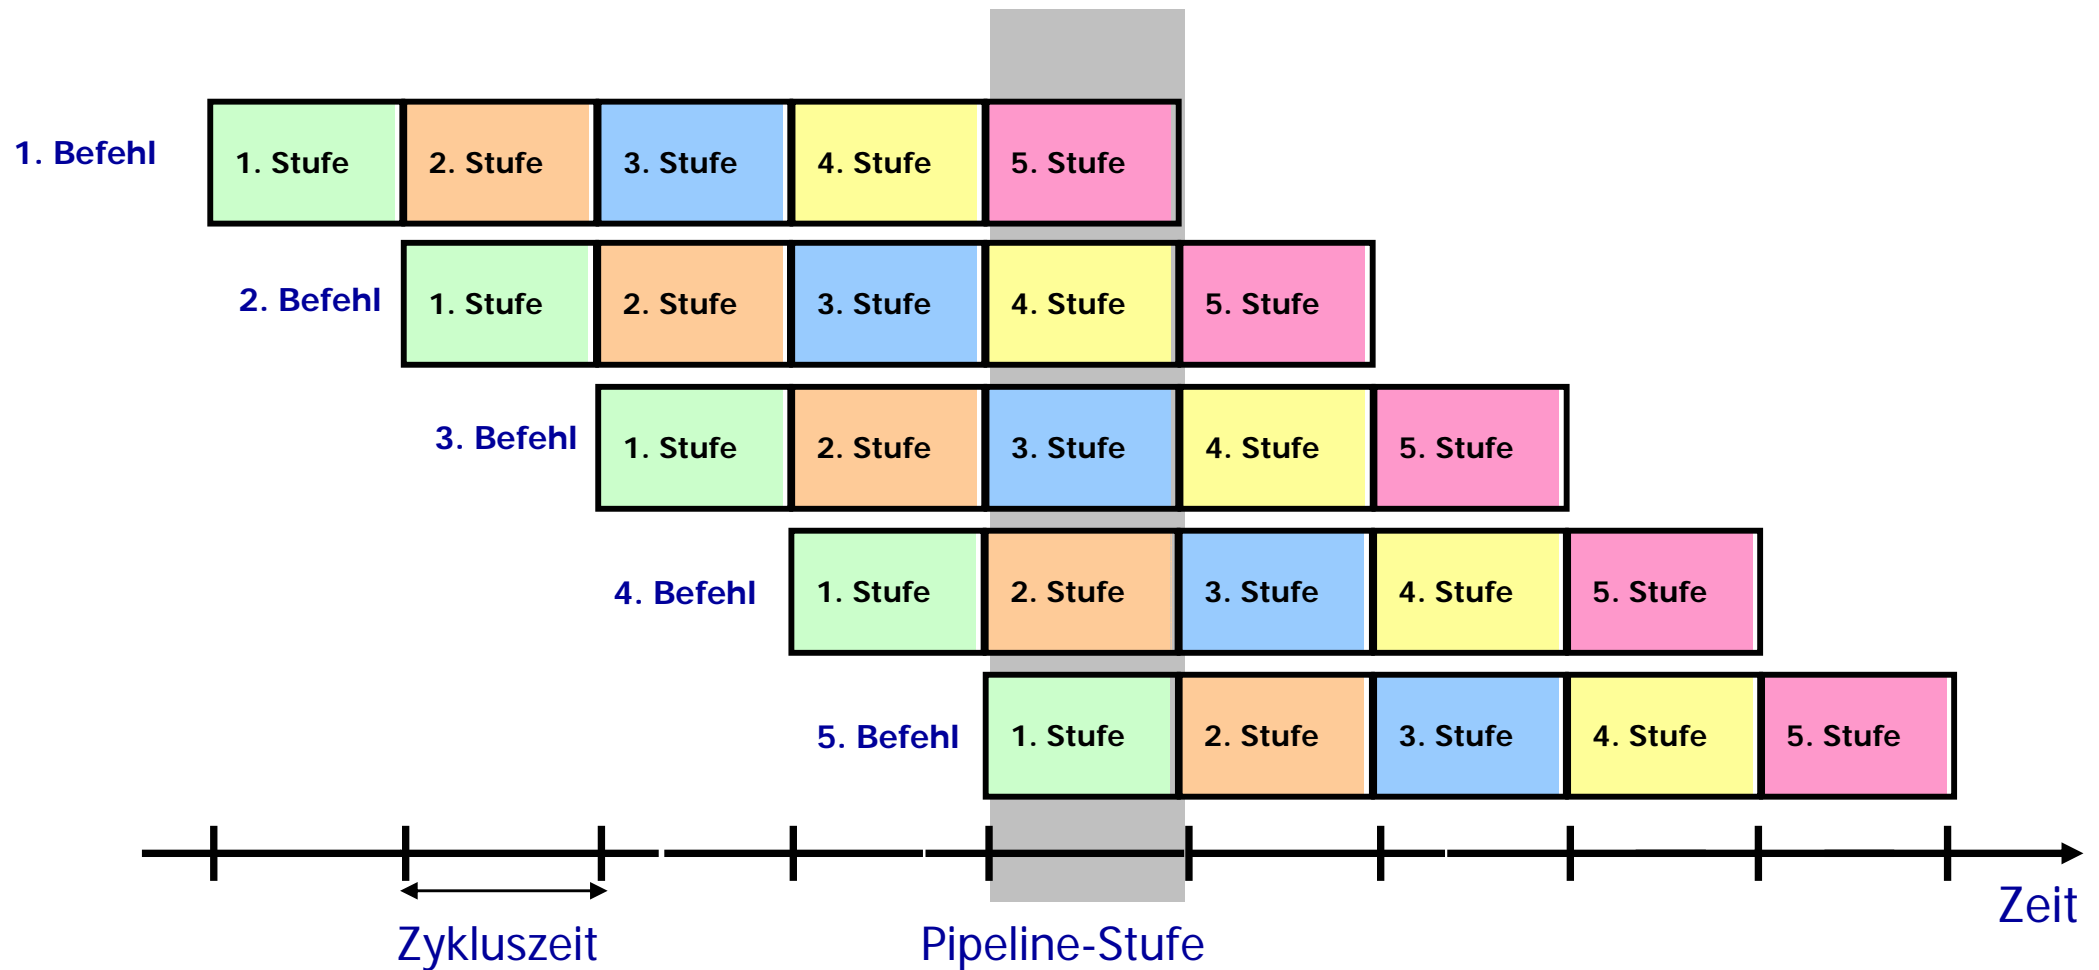 1. Befehl
1. Stufe 2. Stufe 3. Stufe 4. Stufe 5. Stufe
2. Befehl
1. Stufe 2. Stufe 3. Stufe 4. Stufe 5. Stufe
3. Befehl
1. Stufe 2. Stufe 3. Stufe 4. Stufe 5. Stufe
4. Befehl
1. Stufe 2. Stufe 3. Stufe 4. Stufe 5. Stufe
5. Befehl
1. Stufe 2. Stufe 3. Stufe 4. Stufe 5. Stufe
Zeit
Zykluszeit
Pipeline-Stufe